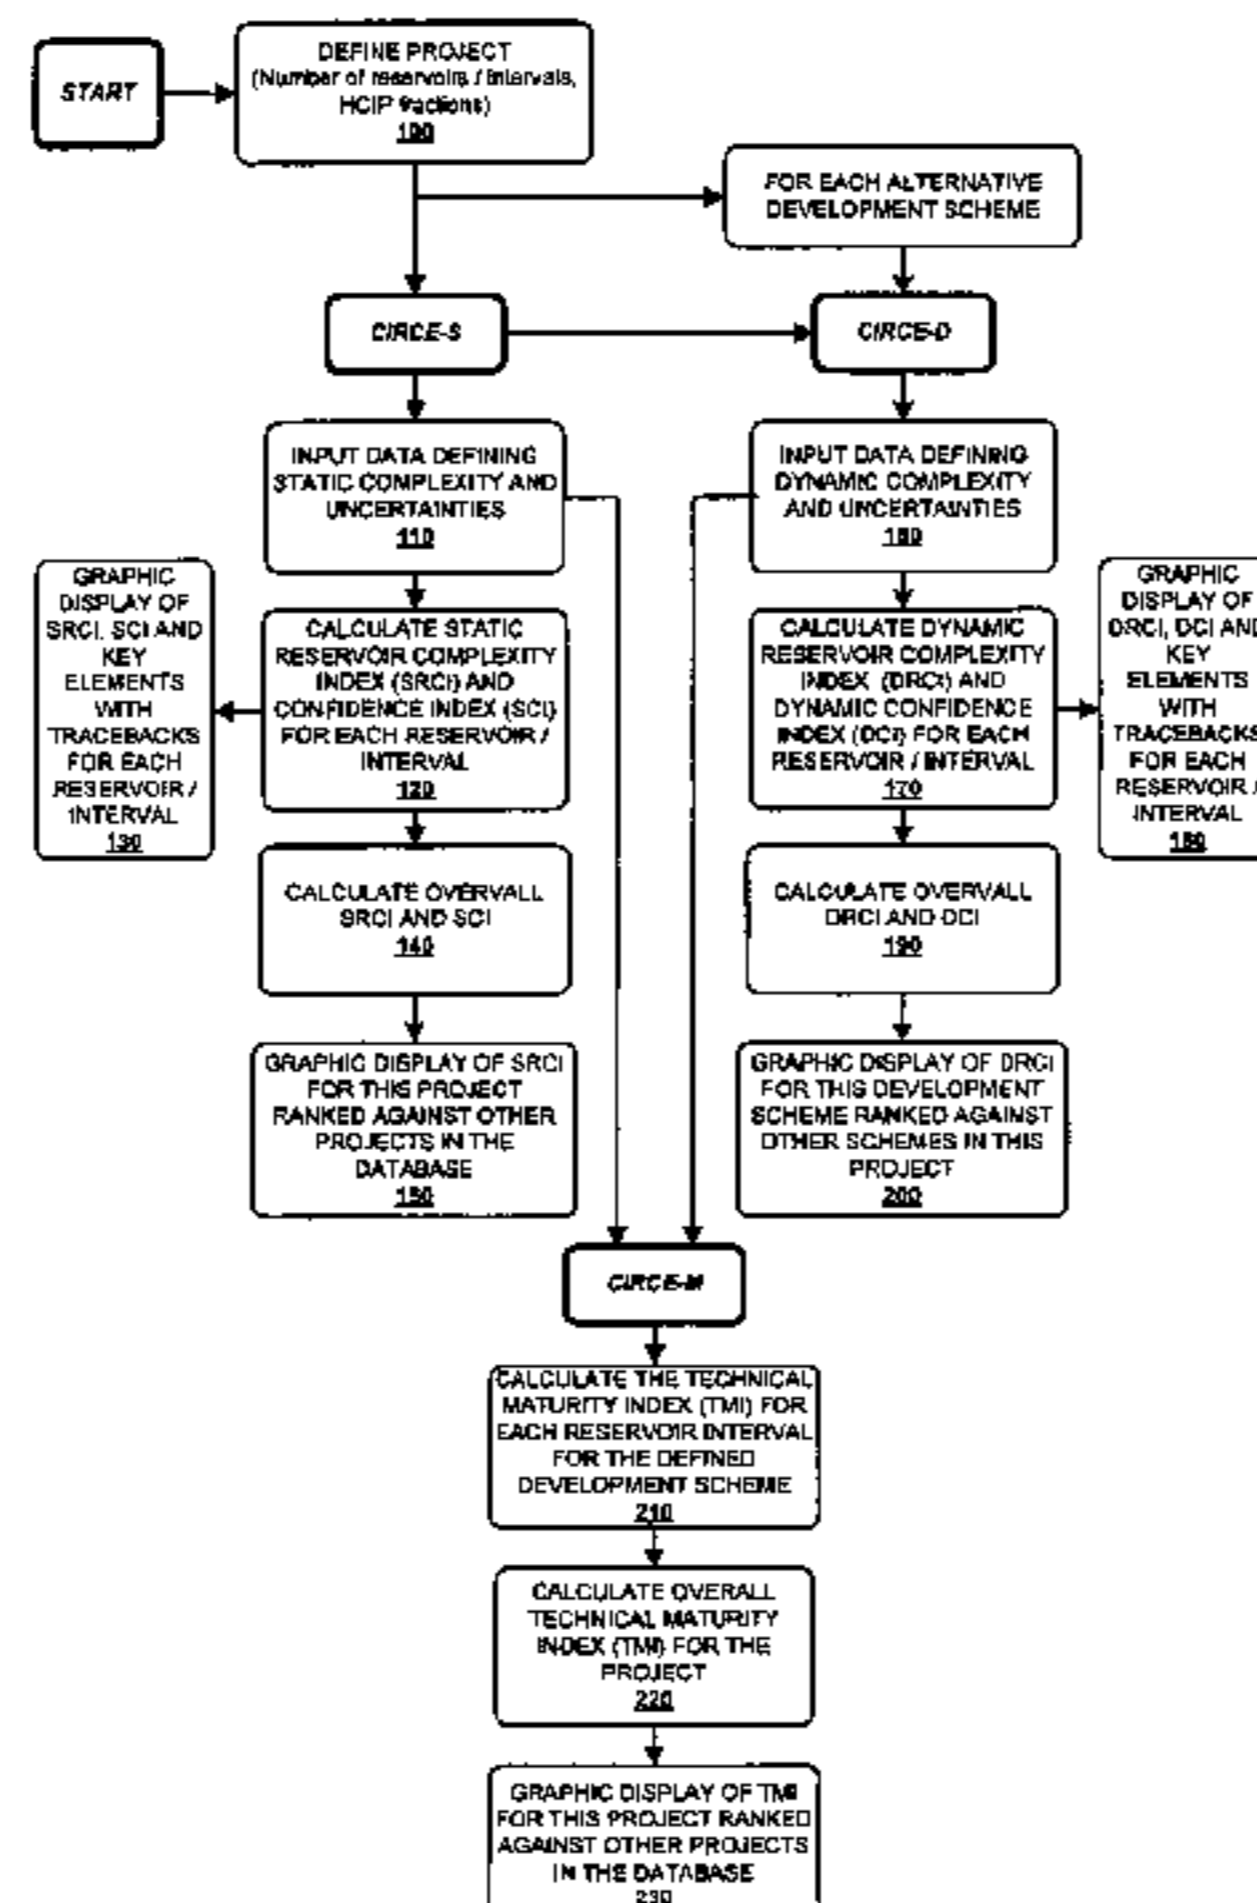 START
DEFINE PROJECT
(Number of reservoirs / Intervals,
HCIP fractions)
100
FOR EACH ALTERNATIVE
DEVELOPMENT SCHEME
CIRCE-S
CIRCE-D
INPUT DATA DEFINING
STATIC COMPLEXITY AND
UNCERTAINTIES
110
INPUT DATA DEFINING
DYNAMIC COMPLEXITY
AND UNCERTAINTIES
160
GRAPHIC
DISPLAY OF
SRCI, SCI AND
KEY
ELEMENTS
WITH
TRACEBACKS
FOR EACH
RESERVOIR /
INTERVAL
130
CALCULATE STATIC
RESERVOIR COMPLEXITY
INDEX (SRCI) AND
CONFIDENCE INDEX (SCI)
FOR EACH RESERVOIR /
INTERVAL
120
CALCULATE DYNAMIC
RESERVOIR COMPLEXITY
INDEX (DRCI) AND
DYNAMIC CONFIDENCE
INDEX (DCI) FOR EACH
RESERVOIR / INTERVAL
170
GRAPHIC
DISPLAY OF
DRCI, DCI AND
KEY
ELEMENTS
WITH
TRACEBACKS
FOR EACH
RESERVOIR /
INTERVAL
CALCULATE OVERVALL
SRCI AND SCI
140
CALCULATE OVERVALL
DRCI AND DCI
190
GRAPHIC DISPLAY OF SRCI
FOR THIS PROJECT
RANKED AGAINST OTHER
PROJECTS IN THE
DATABASE
150
GRAPHIC DISPLAY OF DRCI
FOR THIS DEVELOPMENT
SCHEME RANKED AGAINST
OTHER SCHEMES IN THIS
PROJECT
200
CIRCE-M
CALCULATE THE TECHNICAL
MATURITY INDEX (TMI) FOR
EACH RESERVOIR INTERVAL
FOR THE DEFINED
DEVELOPMENT SCHEME
210
CALCULATE OVERALL
TECHNICAL MATURITY
INDEX (TMI) FOR THE
PROJECT
220
GRAPHIC DISPLAY OF TMI
FOR THIS PROJECT RANKED
AGAINST OTHER PROJECTS
IN THE DATABASE
230